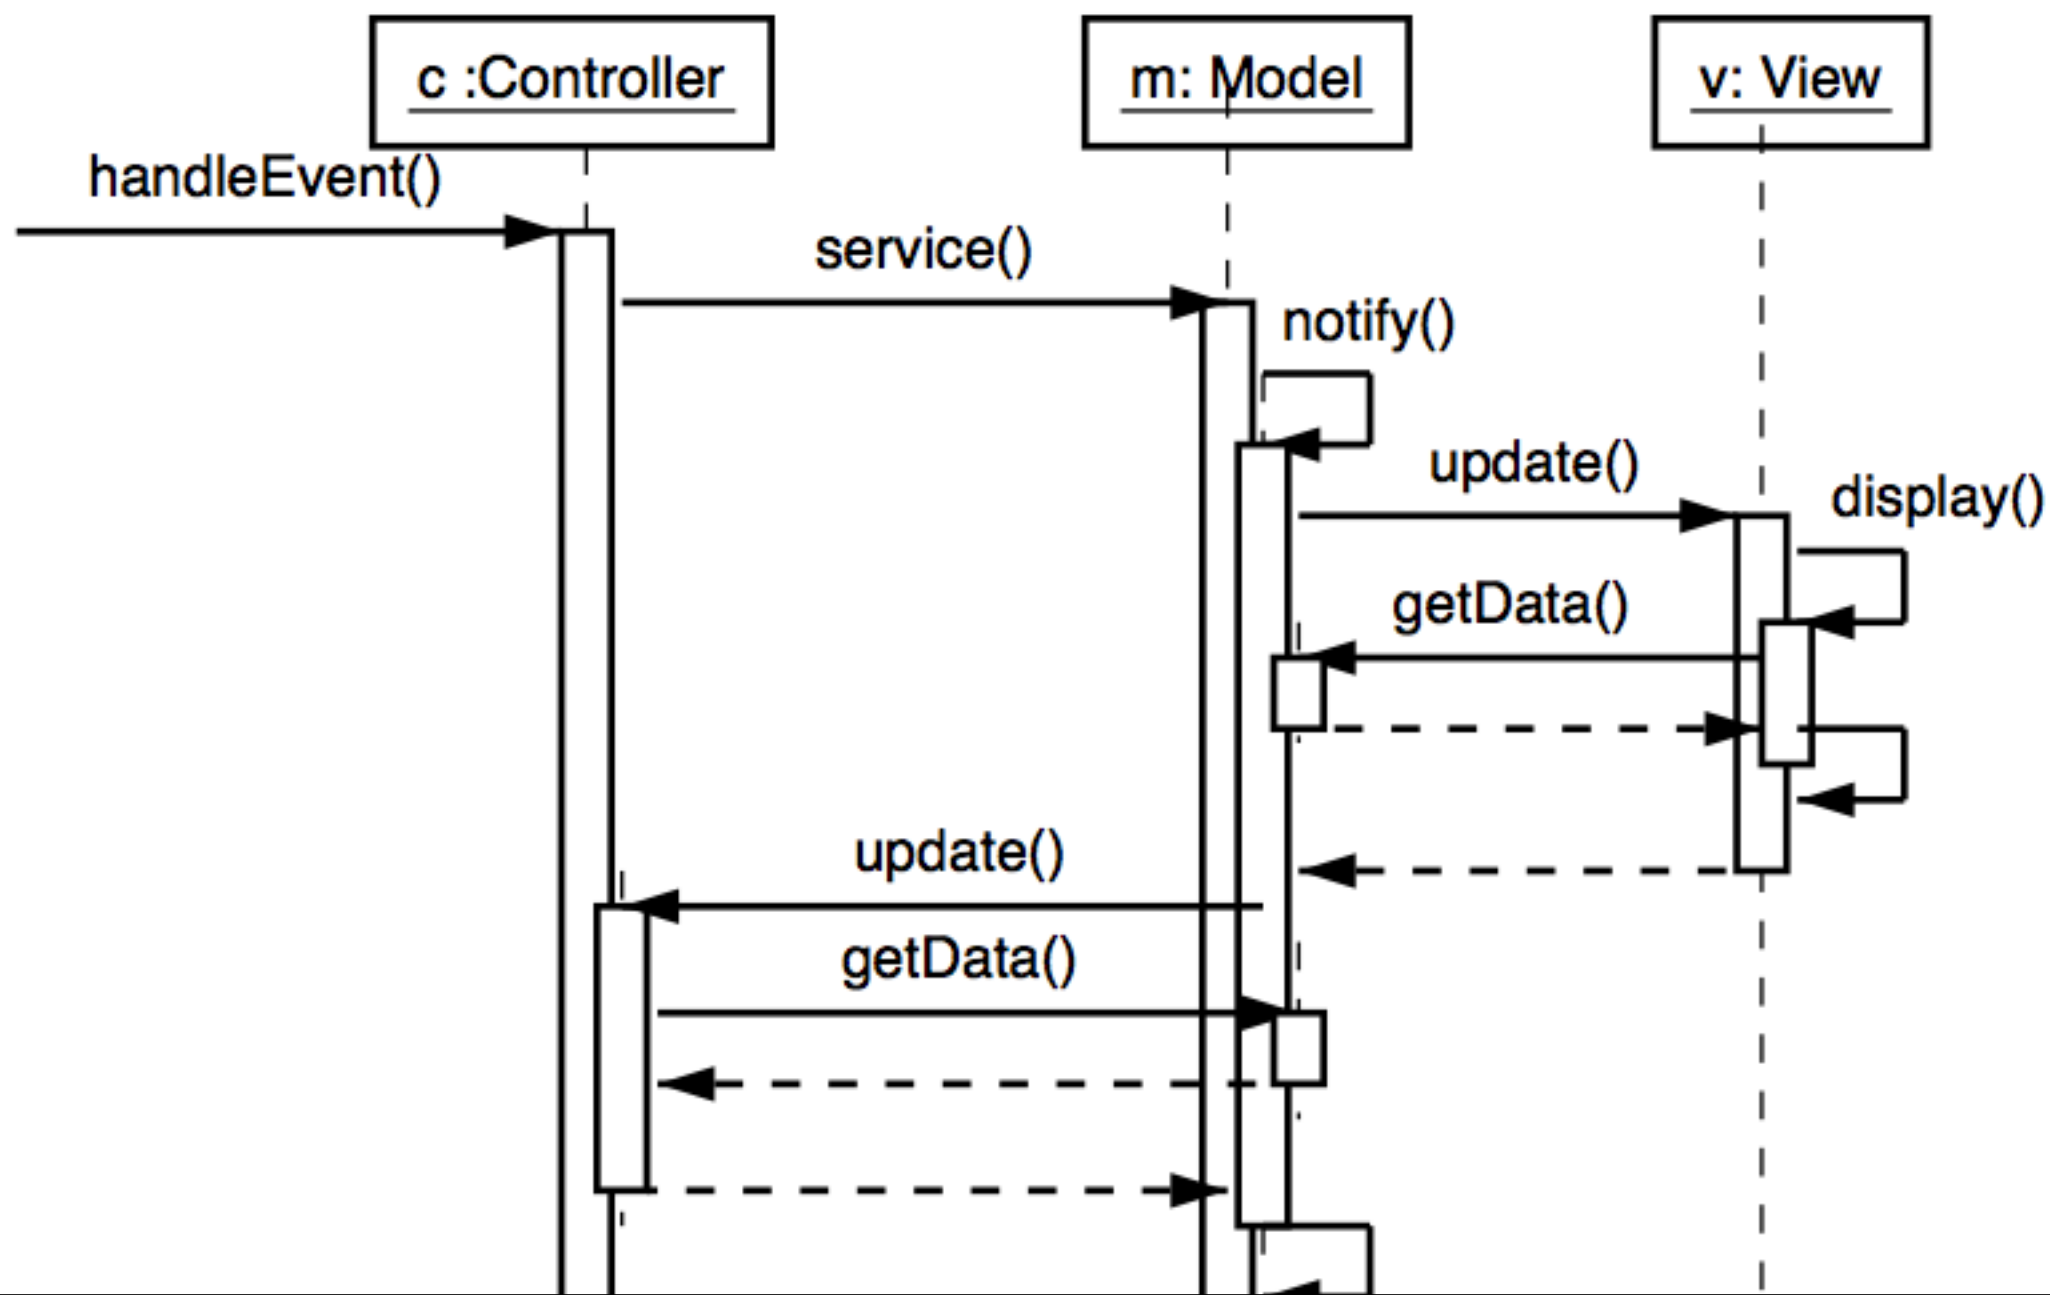 c :Controller
m: Model
v: View
handleEvent()
service()
notify()
update()
display()
getData()
update()
getData()